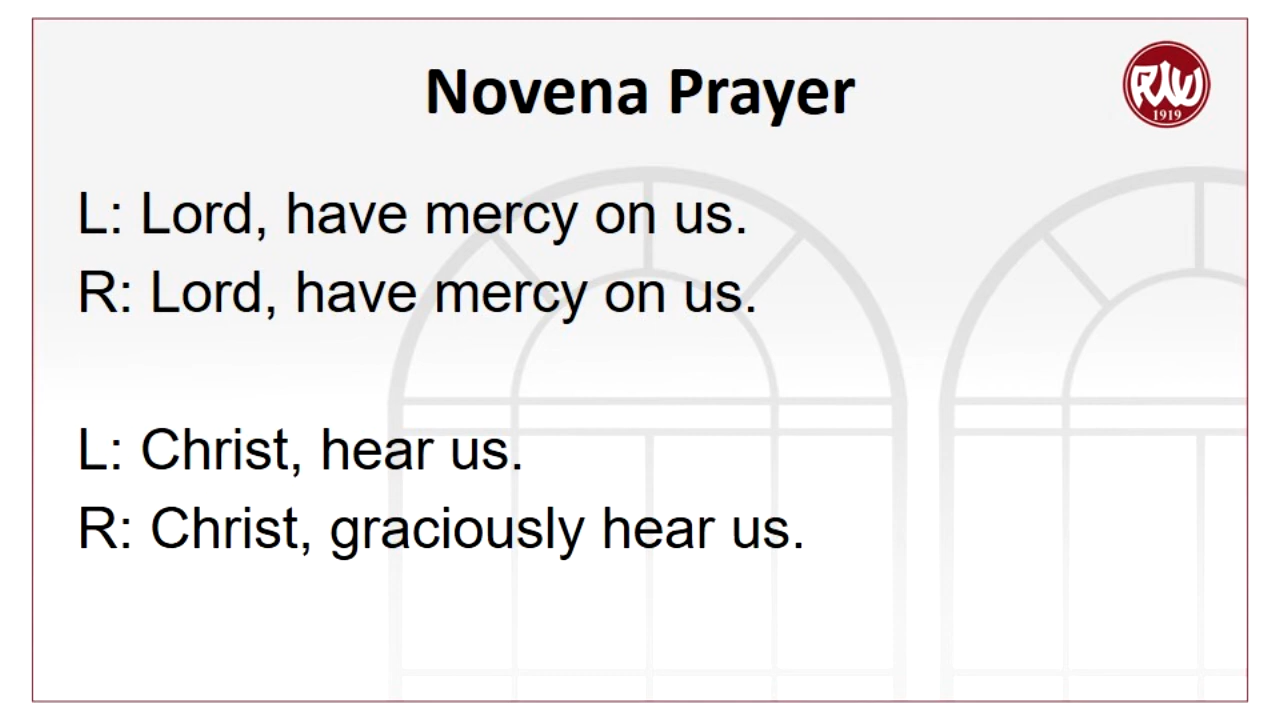 Novena Prayer
RIW
1919
L: Lord, have mercy on us.
R: Lord, have mercy on us.
L: Christ, hear us.
R: Christ, graciously hear us.